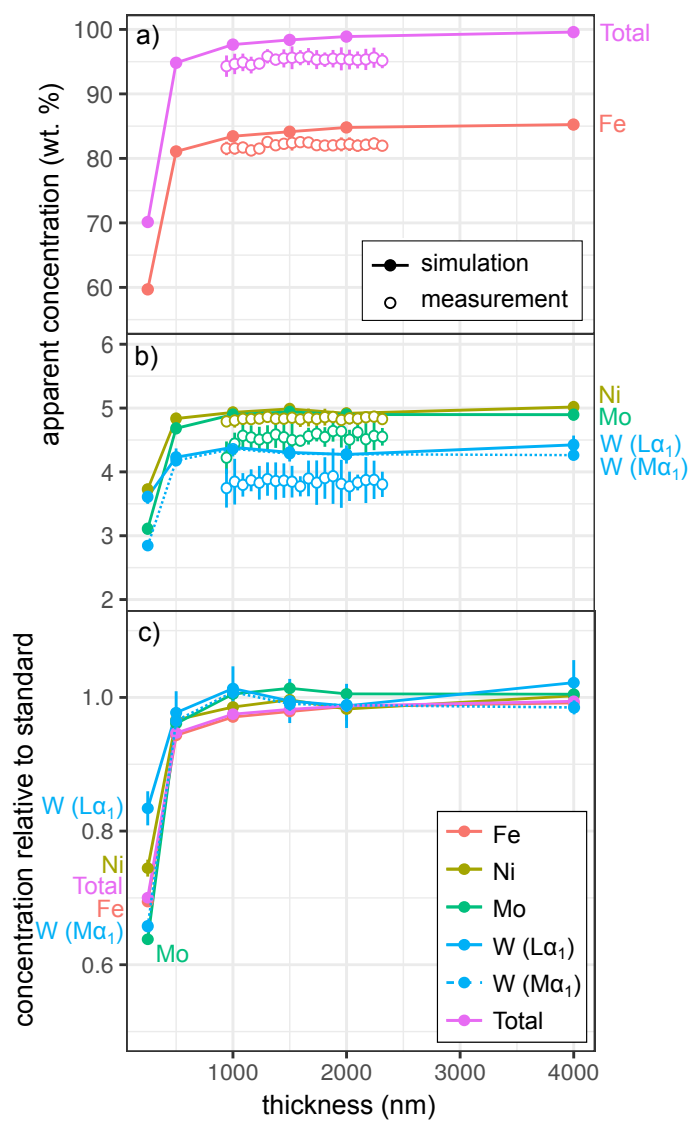 a)
100
90
80
70
60
apparent concentration (wt. %)
Total
Fe
simulation
measurement
b)
6
5
4
3
2
Ni
Mo
W (Lα₁)
W (Mα₁)
c)
1.0
0.8
0.6
concentration relative to standard
W (Lα₁)
Ni
Total
Fe
W (Mα₁)
Mo
Fe
Ni
Mo
W (Lα₁)
W (Mα₁)
Total
1000 2000 3000 4000
thickness (nm)